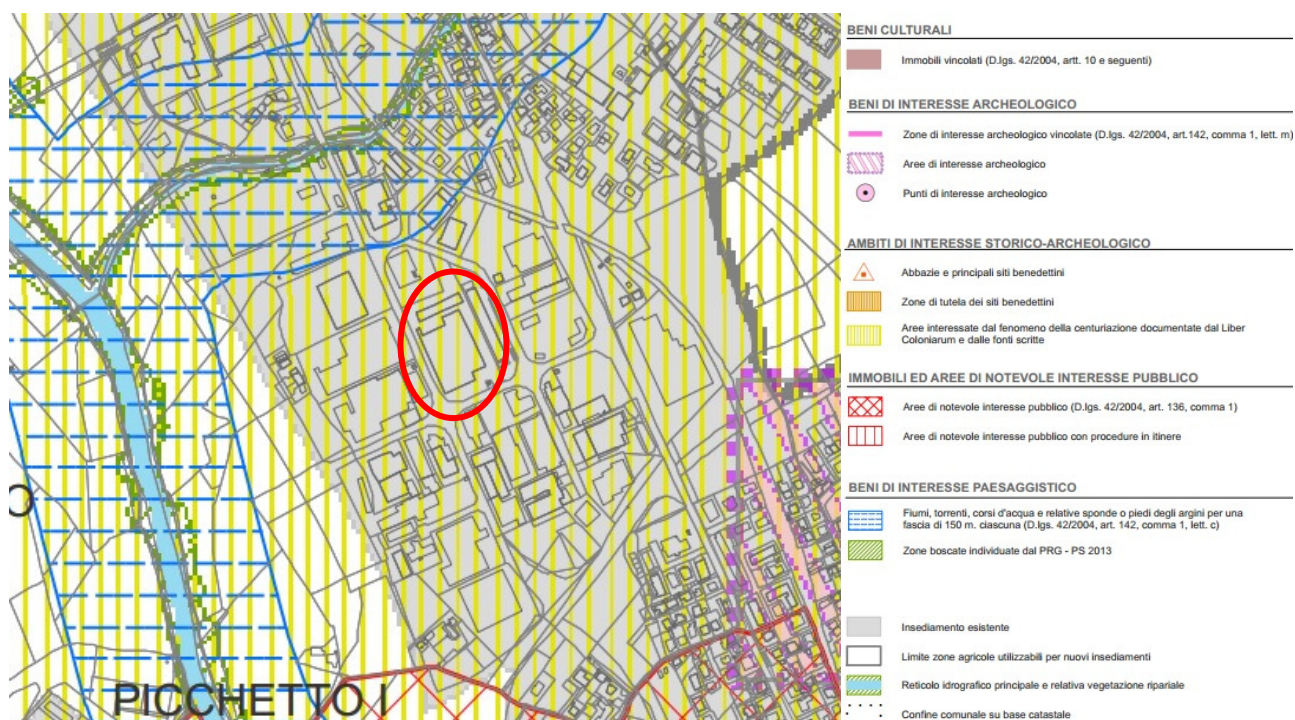 BENI CULTURALI
Immobili vincolati (D.lgs. 42/2004, artt. 10 e seguenti)
BENI DI INTERESSE ARCHEOLOGICO
Zone di interesse archeologico vincolate (D.lgs. 42/2004, art.142, comma 1, lett. m)
Aree di interesse archeologico
Punti di interesse archeologico
AMBITI DI INTERESSE STORICO-ARCHEOLOGICO
Abbazie e principali siti benedettini
Zone di tutela dei siti benedettini
Aree interessate dal fenomeno della centuriazione documentate dal Liber
Coloniarum e dalle fonti scritte
IMMOBILI ED AREE DI NOTEVOLE INTERESSE PUBBLICO
Aree di notevole interesse pubblico (D.lgs. 42/2004, art. 136, comma 1)
Aree di notevole interesse pubblico con procedure in itinere
BENI DI INTERESSE PAESAGGISTICO
Fiumi, torrenti, corsi d'acqua e relative sponde o piedi degli argini per una
fascia di 150 m. ciascuna (D.lgs. 42/2004, art. 142, comma 1, lett. c)
Zone boscate individuate dal PRG - PS 2013
Insediamento esistente
Limite zone agricole utilizzabili per nuovi insediamenti
Reticolo idrografico principale e relativa vegetazione ripariale
Confine comunale su base catastale
O
PICCHETTO I